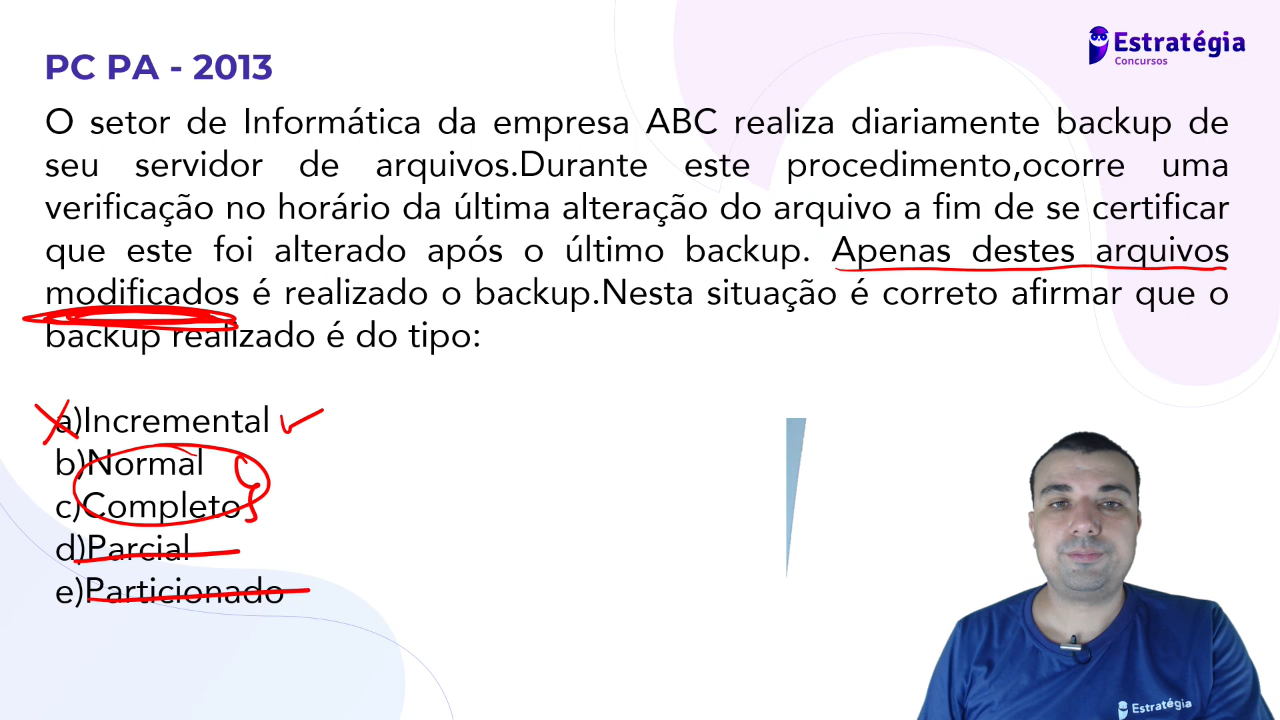 PC PA - 2013
Estratégia
Concursos
O setor de Informática da empresa ABC realiza diariamente backup de
seu servidor de arquivos.Durante este procedimento,ocorre uma
verificação no horário da última alteração do arquivo a fim de se certificar
que este foi alterado após o último backup. Apenas destes arquivos
modificados é realizado o backup.Nesta situação é correto afirmar que o
backup realizado é do tipo:
a)Incremental
b)Normal
c)Completo
d)Parcial
e)Particionado
Estratégia